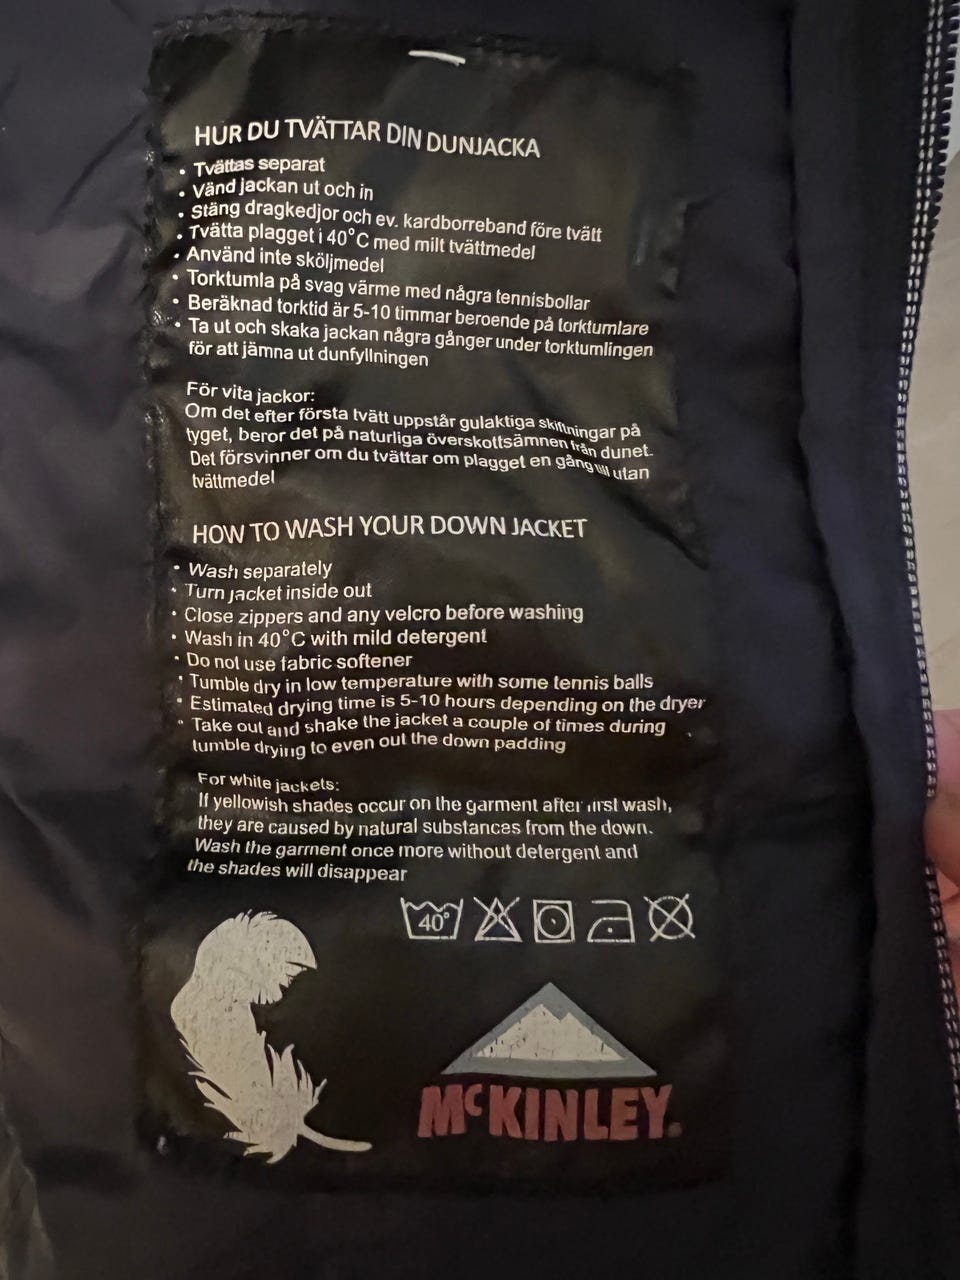 HUR DU TVÄTTAR DIN DUNJACKA
• Tvättas separat
• Vänd jackan ut och in
• Stäng dragkedjor och ev. kardborreband före tvätt
• Tvätta plagget i 40°C med milt tvättmedel
• Använd inte sköljmedel
• Torktumla på svag värme med några tennisbollar
• Beräknad torktid är 5-10 timmar beroende på torktumlare
• Ta ut och skaka jackan några gånger under torktumlingen
för att jämna ut dunfyllningen
För vita jackor:
Om det efter första tvätt uppstår gulaktiga skiftningar på
tyget, beror det på naturliga överskottsämnen från dunet.
Det försvinner om du tvättar om plagget en gång till utan
tvättmedel
HOW TO WASH YOUR DOWN JACKET
• Wash separately
• Turn jacket inside out
• Close zippers and any velcro before washing
• Wash in 40°C with mild detergent
• Do not use fabric softener
• Tumble dry in low temperature with some tennis balls
• Estimated drying time is 5-10 hours depending on the dryer
• Take out and shake the jacket a couple of times during
tumble drying to even out the down padding
For white jackets:
If yellowish shades occur on the garment after first wash,
they are caused by natural substances from the down.
Wash the garment once more without detergent and
the shades will disappear
40°
McKINLEY.